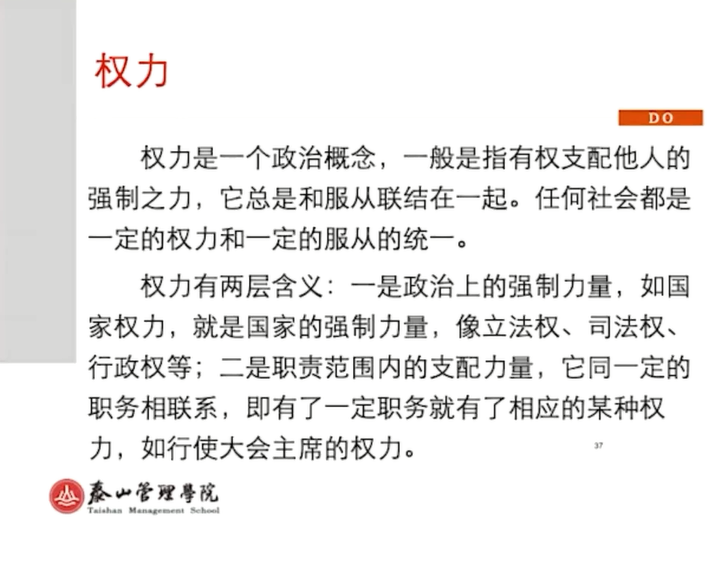 权力
DO
权力是一个政治概念，一般是指有权支配他人的
强制之力，它总是和服从联结在一起。任何社会都是
一定的权力和一定的服从的统一。
权力有两层含义：一是政治上的强制力量，如国
家权力，就是国家的强制力量，像立法权、司法权、
行政权等；二是职责范围内的支配力量，它同一定的
职务相联系，即有了一定职务就有了相应的某种权
力，如行使大会主席的权力。
37
泰山管理學院
Taishan Management School